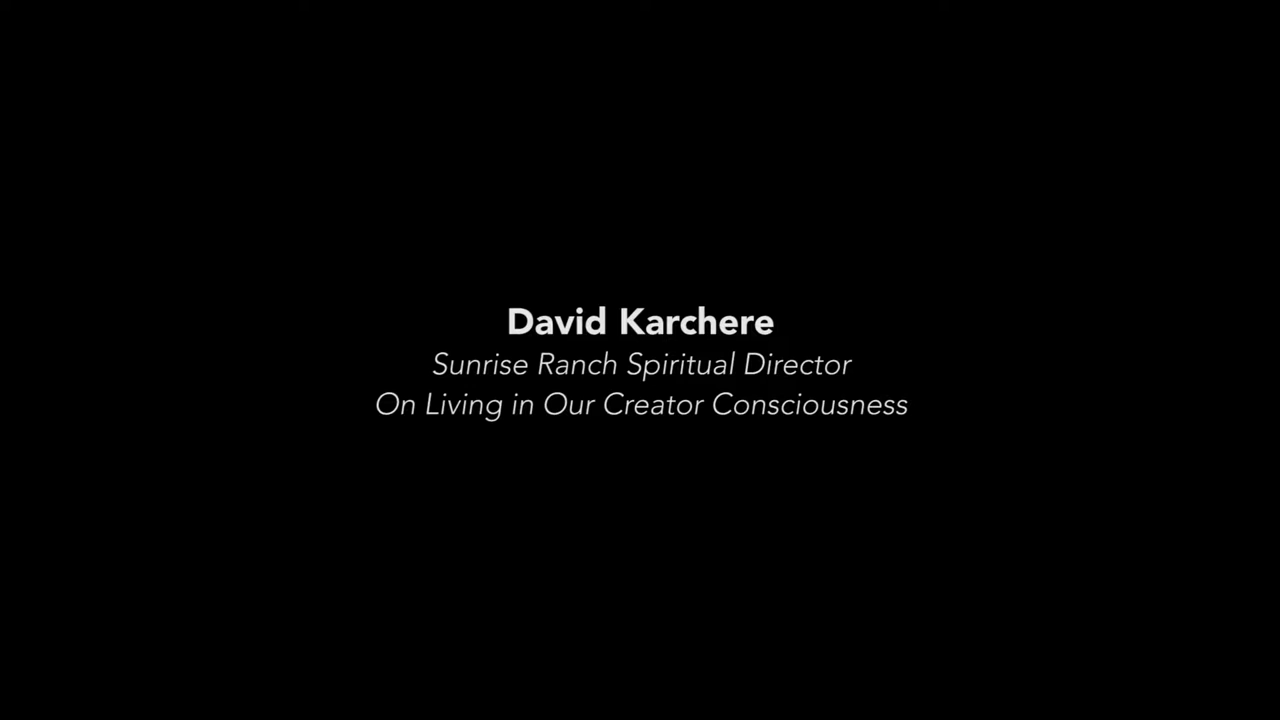 David Karchere
Sunrise Ranch Spiritual Director
On Living in Our Creator Consciousness